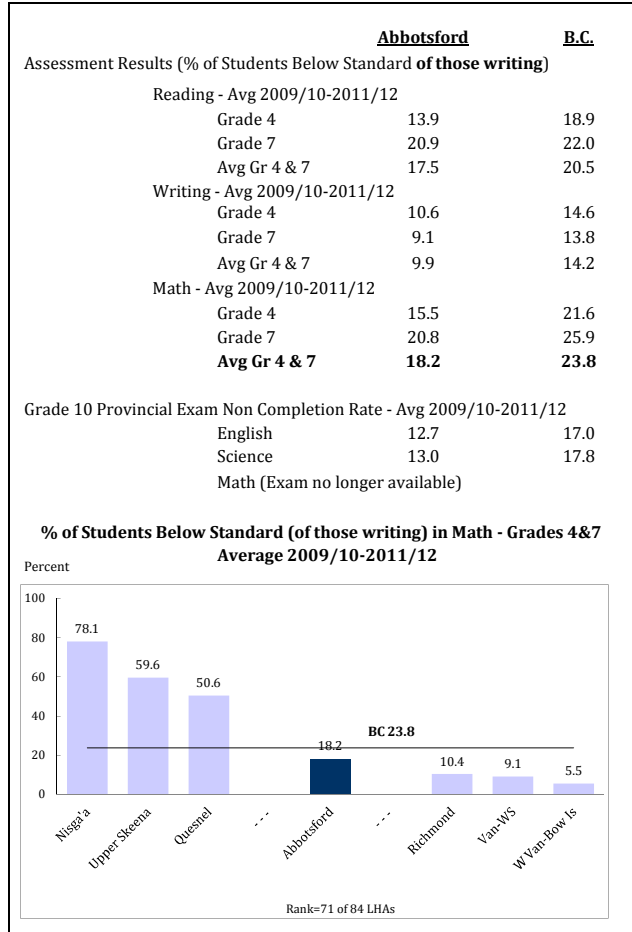 Abbotsford B.C.
Assessment Results (% of Students Below Standard of those writing)
Reading - Avg 2009/10-2011/12
Grade 4 13.9 18.9
Grade 7 20.9 22.0
Avg Gr 4 & 7 17.5 20.5
Writing - Avg 2009/10-2011/12
Grade 4 10.6 14.6
Grade 7 9.1 13.8
Avg Gr 4 & 7 9.9 14.2
Math - Avg 2009/10-2011/12
Grade 4 15.5 21.6
Grade 7 20.8 25.9
Avg Gr 4 & 7 18.2 23.8
Grade 10 Provincial Exam Non Completion Rate - Avg 2009/10-2011/12
English 12.7 17.0
Science 13.0 17.8
Math (Exam no longer available)
% of Students Below Standard (of those writing) in Math - Grades 4&7
Average 2009/10-2011/12
Percent
100
80
60
40
20
0
78.1
59.6
50.6
18.2
BC 23.8
10.4
9.1
5.5
Nisga'a
Upper Skeena
Quesnel
- - -
Abbotsford
- - -
Richmond
Van-WS
W Van-Bow Is
Rank=71 of 84 LHAs